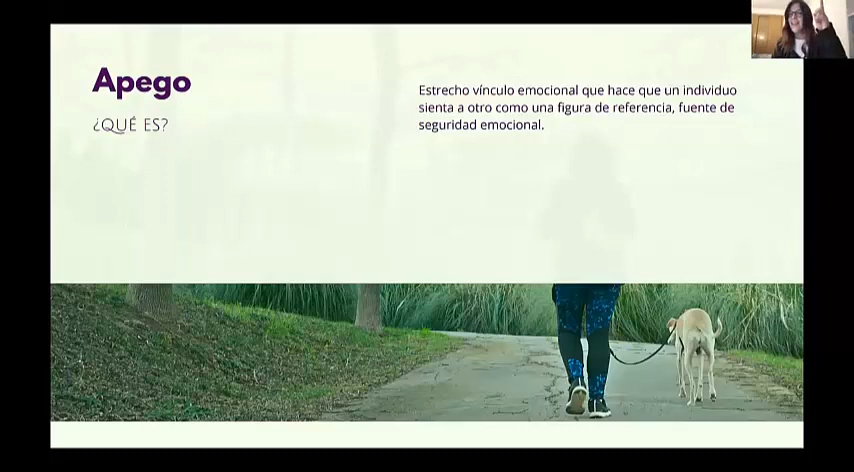 Apego
¿QUÉ ES?
Estrecho vínculo emocional que hace que un individuo
sienta a otro como una figura de referencia, fuente de
seguridad emocional.